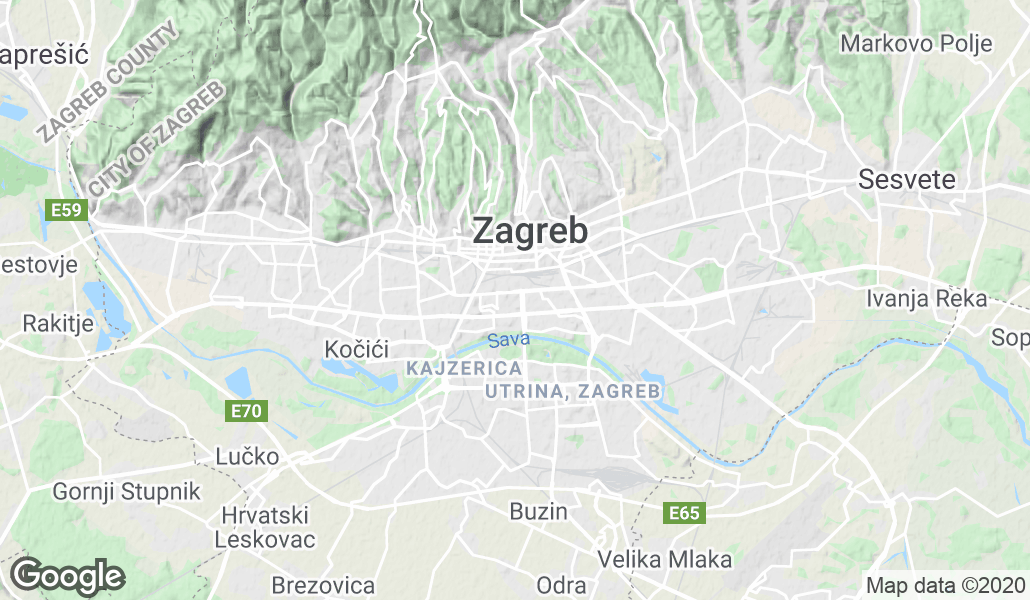 Markovo Polje
aprešić
ZAGREB COUNTY
CITY OF ZAGREB
Sesvete
E59
Zagreb
estovje
Ivanja Reka
Rakitje
Sava
Sop
Kočići
KAJZERICA
UTRINA, ZAGREB
E70
Lučko
Gornji Stupnik
Hrvatski
Leskovac
Buzin
E65
Velika Mlaka
Google
Brezovica
Odra
Map data ©2020